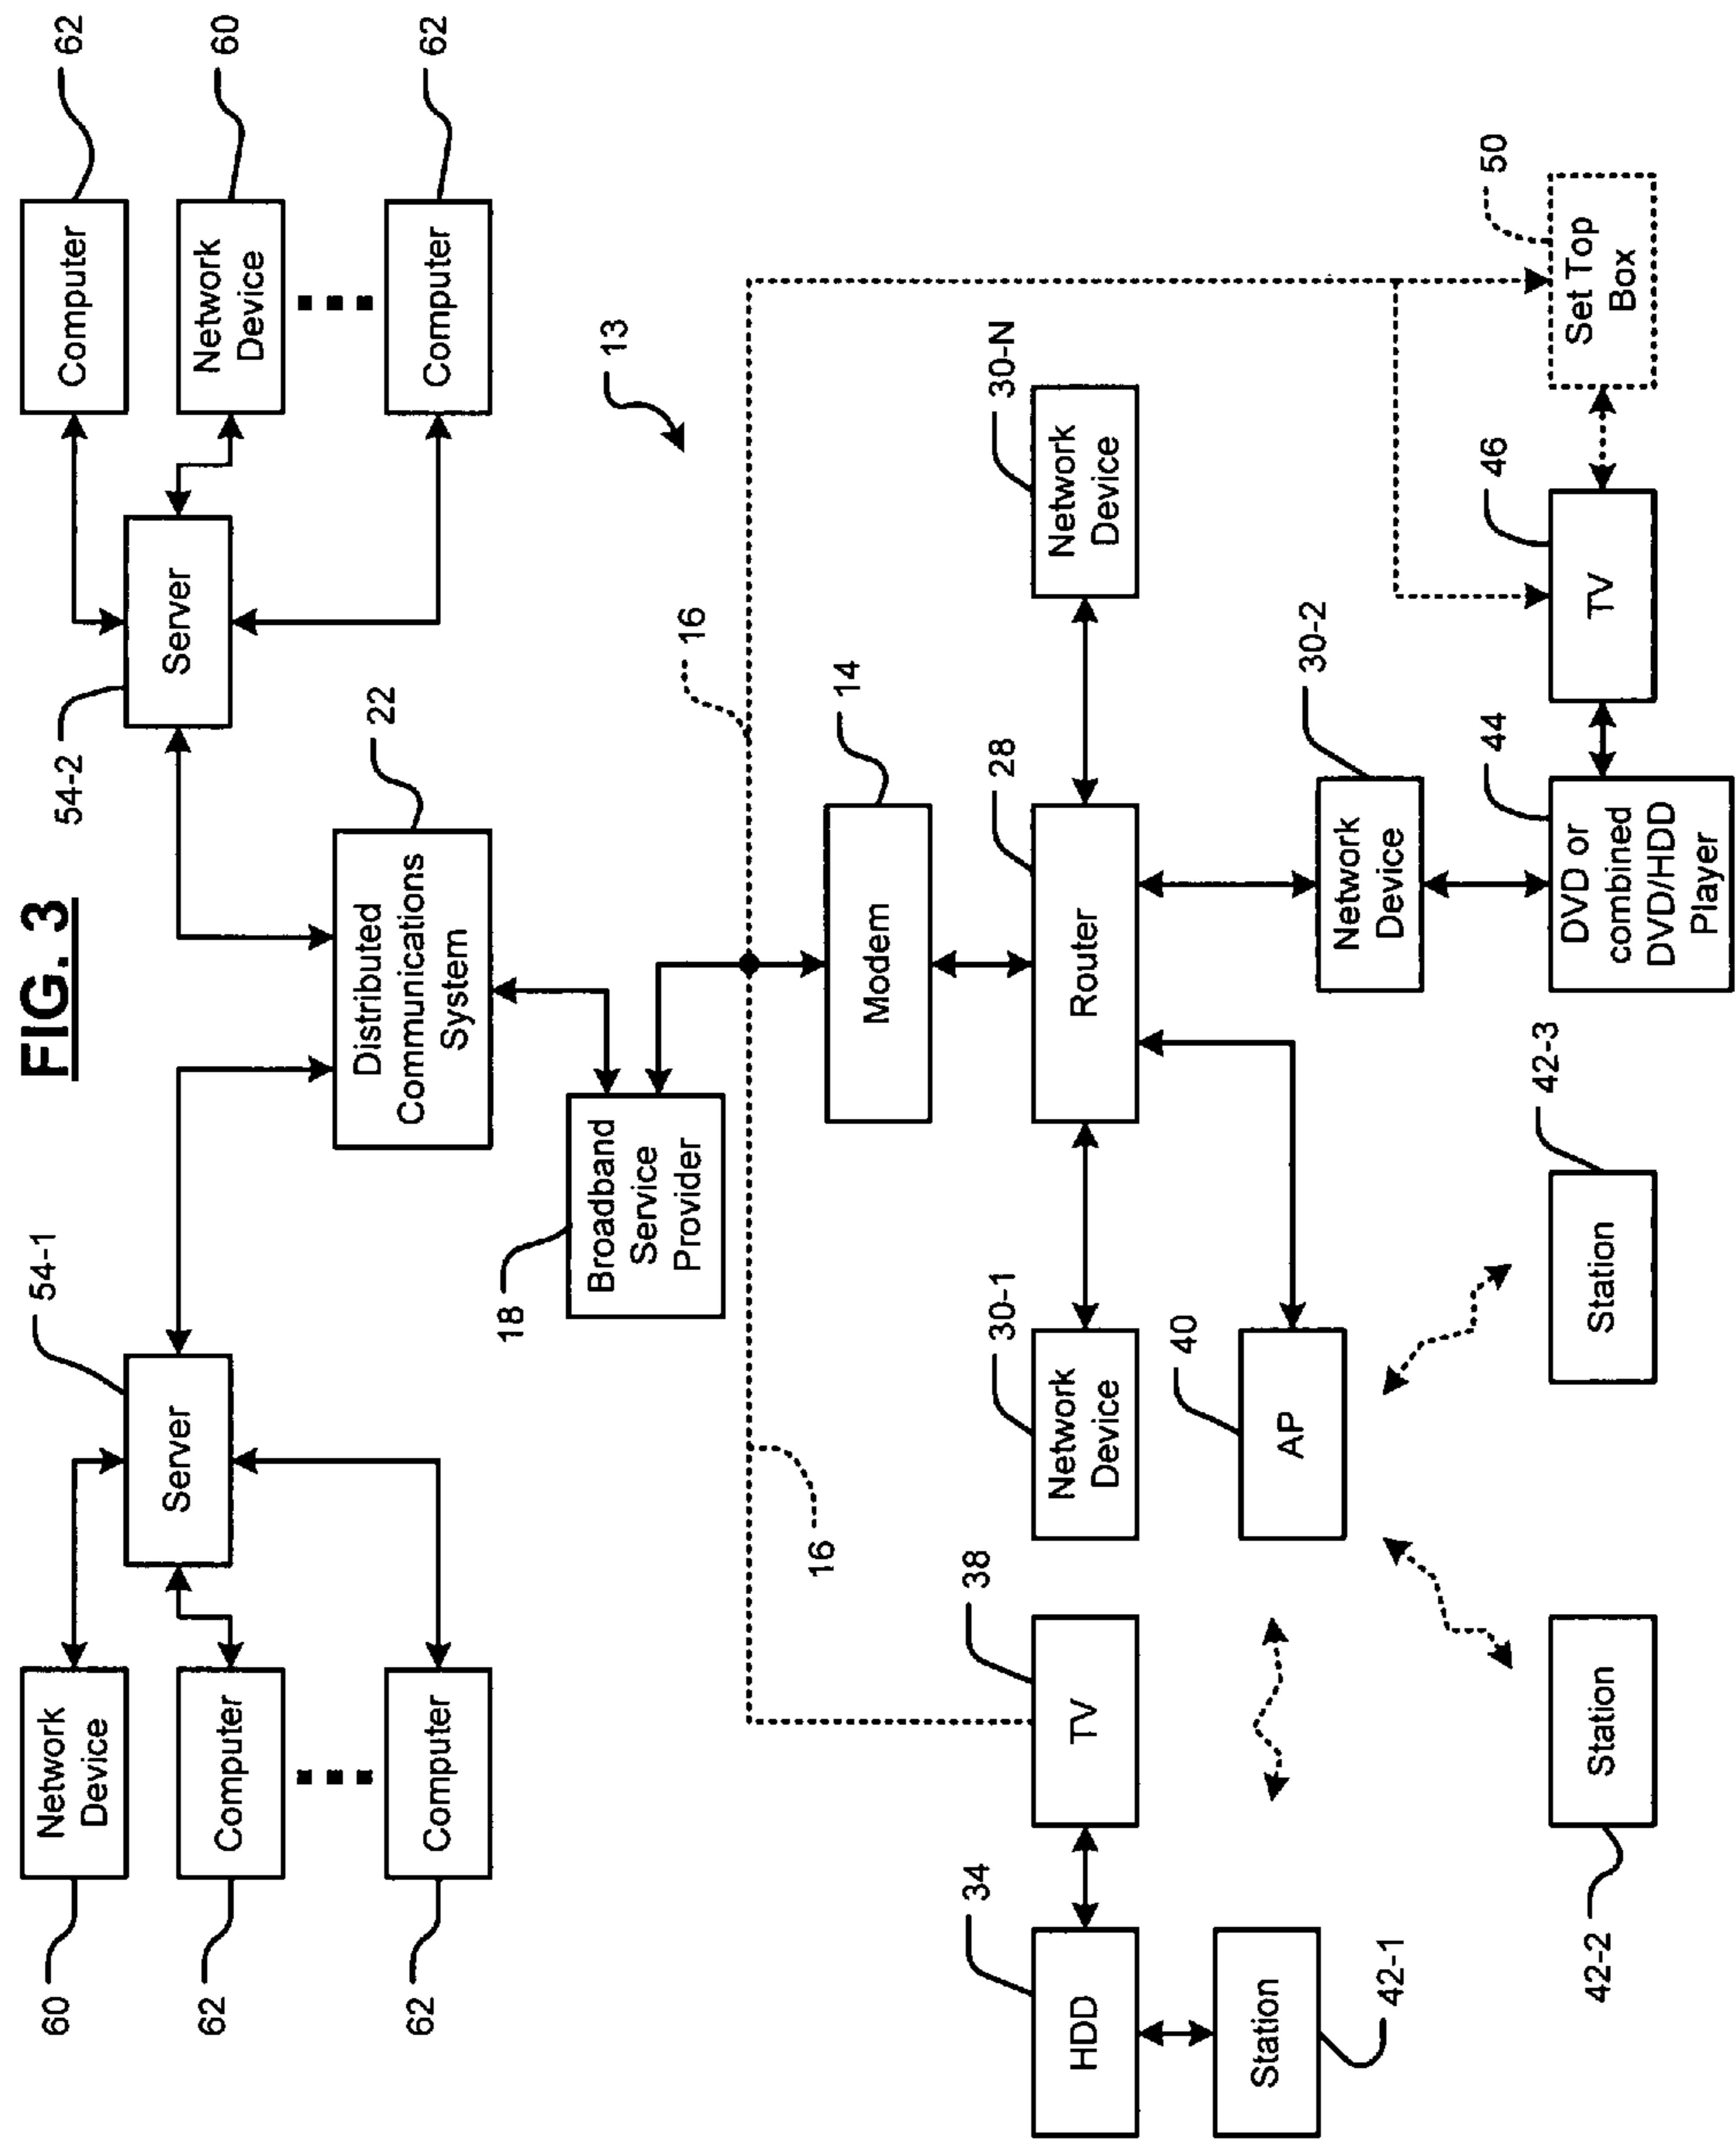 FIG. 3
60
Network
Device
62
Computer
62
Computer
Server
54-1
Distributed
Communications
System
22
Server
54-2
Computer
62
Network
Device
60
Computer
62
18
Broadband
Service
Provider
16
16
13
Modem
14
34
HDD
TV
38
Network
Device
30-1
Router
28
Network
Device
30-N
Station
42-1
AP
40
Network
Device
30-2
Station
42-2
Station
42-3
DVD or
combined
DVD/HDD
Player
44
TV
46
Set Top
Box
50